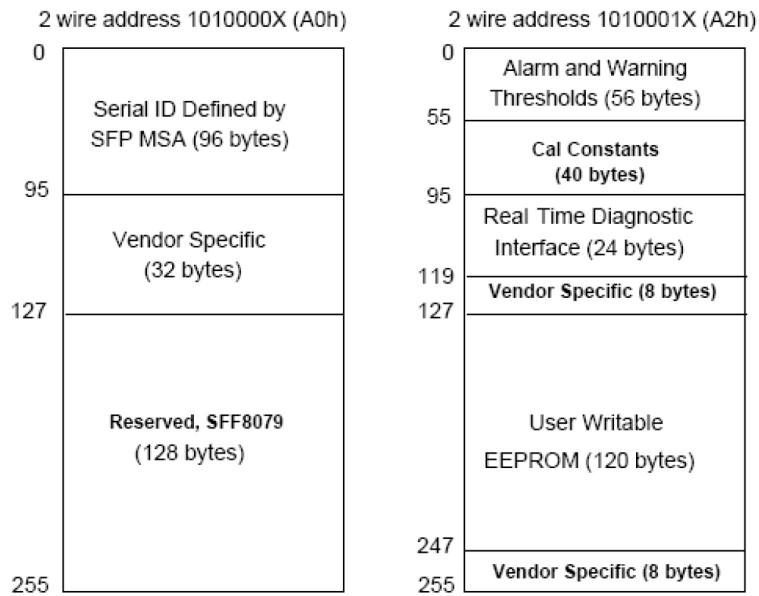 2 wire address 1010000X (A0h)
0
Serial ID Defined by
SFP MSA (96 bytes)
95
Vendor Specific
(32 bytes)
127
Reserved, SFF8079
(128 bytes)
255
2 wire address 1010001X (A2h)
0
Alarm and Warning
Thresholds (56 bytes)
55
Cal Constants
(40 bytes)
95
Real Time Diagnostic
Interface (24 bytes)
119
Vendor Specific (8 bytes)
127
User Writable
EEPROM (120 bytes)
247
Vendor Specific (8 bytes)
255